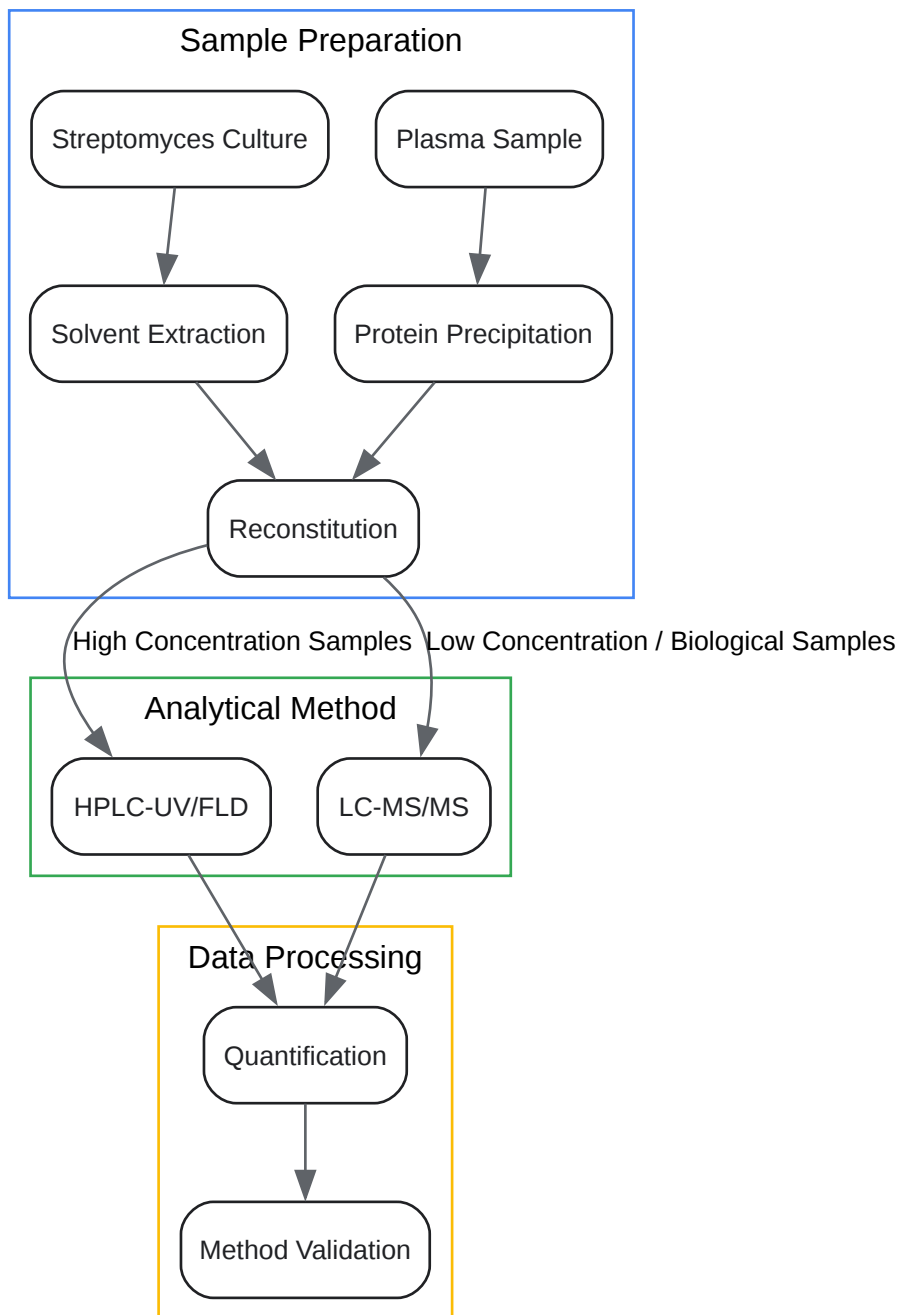 Sample Preparation
Streptomyces Culture
Plasma Sample
Solvent Extraction
Protein Precipitation
Reconstitution
High Concentration Samples
Low Concentration / Biological Samples
Analytical Method
HPLC-UV/FLD
LC-MS/MS
Data Processing
Quantification
Method Validation